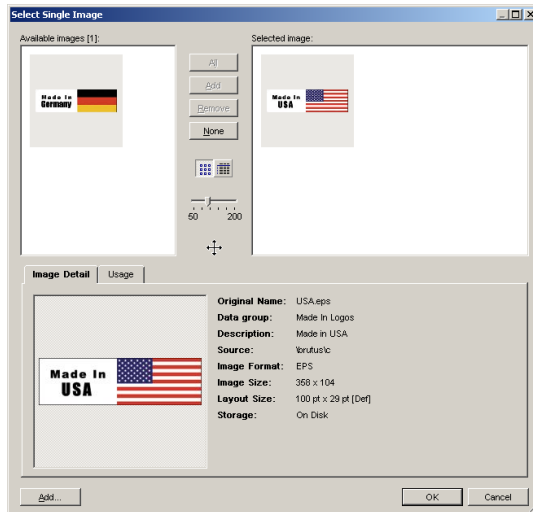 Select Single Image
Available images [1]:
Selected image:
Made In
Germany
All
Add
Remove
None
50 200
Made In
USA
Image Detail Usage
Made In
USA
Original Name: USA.eps
Data group: Made In Logos
Description: Made in USA
Source: \brutus\c
Image Format: EPS
Image Size: 358 x 104
Layout Size: 100 pt x 29 pt [Def]
Storage: On Disk
Add...
OK Cancel